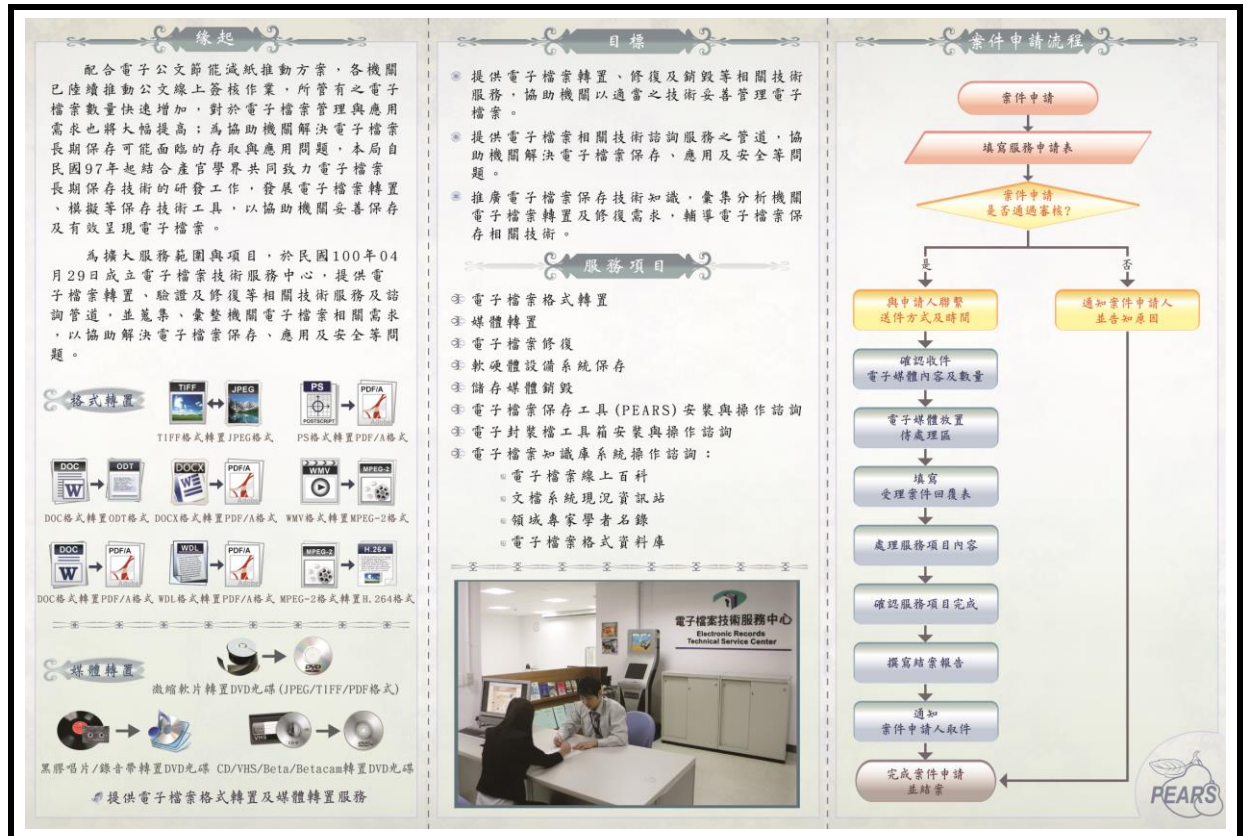 緣起
配合電子公文節能減紙推動方案，各機關
已陸續推動公文線上簽核作業，所管有之電子
檔案數量快速增加，對於電子檔案管理與應用
需求也將大幅提高；為協助機關解決電子檔案
長期保存可能面臨的存取與應用問題，本局自
民國97年起結合產官學界共同致力電子檔案
長期保存技術的研發工作，發展電子檔案轉置
、模擬等保存技術工具，以協助機關妥善保存
及有效呈現電子檔案。
為擴大服務範圍與項目，於民國100年04
月29日成立電子檔案技術服務中心，提供電
子檔案轉置、驗證及修復等相關技術服務及諮
詢管道，並蒐集、彙整機關電子檔案相關需求
，以協助解決電子檔案保存、應用及安全等問
題。
格式轉置
TIFF JPEG PS POSTSCRIPT PDF/A Adobe
TIFF格式轉置JPEG格式 PS格式轉置PDF/A格式
DOC W ODT DOCX W PDF/A Adobe WMV MPEG-2
DOC格式轉置ODT格式 DOCX格式轉置PDF/A格式 WMV格式轉置MPEG-2格式
DOC W PDF/A Adobe WDL PDF/A Adobe MPEG-2 H.264
DOC格式轉置PDF/A格式 WDL格式轉置PDF/A格式 MPEG-2格式轉置H.264格式
媒體轉置
DVD
微縮軟片轉置DVD光碟(JPEG/TIFF/PDF格式)
VHS
黑膠唱片/錄音帶轉置DVD光碟 CD/VHS/Beta/Betacam轉置DVD光碟
提供電子檔案格式轉置及媒體轉置服務
目標
提供電子檔案轉置、修復及銷毀等相關技術
服務，協助機關以適當之技術妥善管理電子
檔案。
提供電子檔案相關技術諮詢服務之管道，協
助機關解決電子檔案保存、應用及安全等問
題。
推廣電子檔案保存技術知識，彙集分析機關
電子檔案轉置及修復需求，輔導電子檔案保
存相關技術。
服務項目
電子檔案格式轉置
媒體轉置
電子檔案修復
軟硬體設備系統保存
儲存媒體銷毀
電子檔案保存工具(PEARS)安裝與操作諮詢
電子封裝檔工具箱安裝與操作諮詢
電子檔案知識庫系統操作諮詢：
電子檔案線上百科
文檔系統現況資訊站
領域專家學者名錄
電子檔案格式資料庫
電子檔案技術服務中心
Electronic Records
Technical Service Center
案件申請流程
案件申請
填寫服務申請表
案件申請
是否通過審核？
是
否
與申請人聯繫
送件方式及時間
通知案件申請人
並告知原因
確認收件
電子媒體內容及數量
電子媒體放置
待處理區
填寫
受理案件回覆表
處理服務項目內容
確認服務項目完成
撰寫結案報告
通知
案件申請人取件
完成案件申請
並結案
PEARS